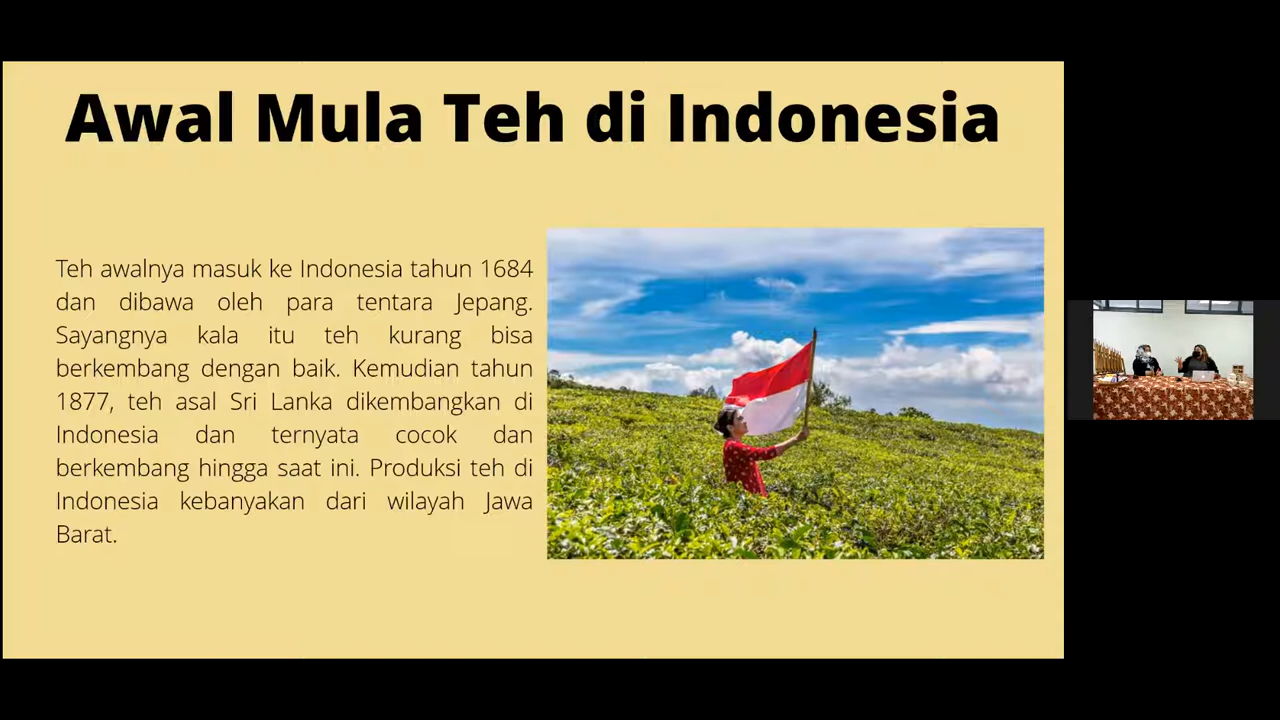 Awal Mula Teh di Indonesia
Teh awalnya masuk ke Indonesia tahun 1684
dan dibawa oleh para tentara Jepang.
Sayangnya kala itu teh kurang bisa
berkembang dengan baik. Kemudian tahun
1877, teh asal Sri Lanka dikembangkan di
Indonesia dan ternyata cocok dan
berkembang hingga saat ini. Produksi teh di
Indonesia kebanyakan dari wilayah Jawa
Barat.